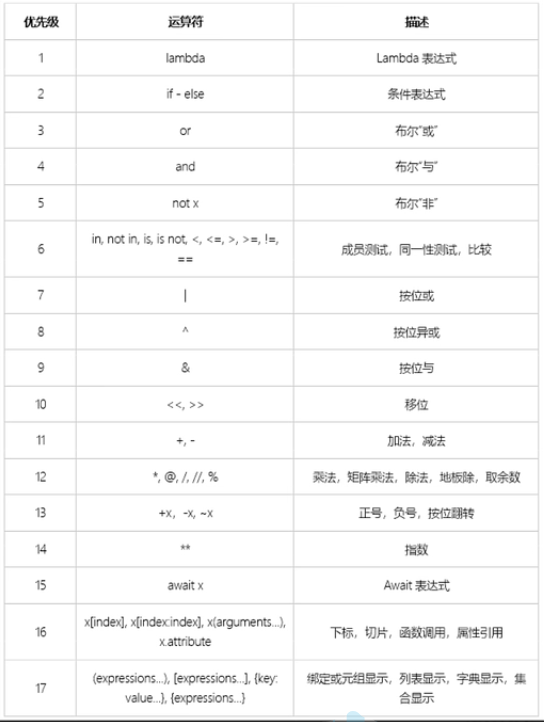 优先级 运算符 描述
1 lambda Lambda 表达式
2 if - else 条件表达式
3 or 布尔“或”
4 and 布尔“与”
5 not x 布尔“非”
6 in, not in, is, is not, <, <=, >, >=, !=,
== 成员测试，同一性测试，比较
7 | 按位或
8 ^ 按位异或
9 & 按位与
10 <<, >> 移位
11 +, - 加法，减法
12 *, @, /, //, % 乘法，矩阵乘法，除法，地板除，取余数
13 +x，-x, ~x 正号，负号，按位翻转
14 ** 指数
15 await x Await 表达式
16 x[index], x[index:index], x(arguments...),
x.attribute 下标，切片，函数调用，属性引用
17 (expressions...), [expressions...], {key:
value...}, {expressions...} 绑定或元组显示，列表显示，字典显示，集
合显示